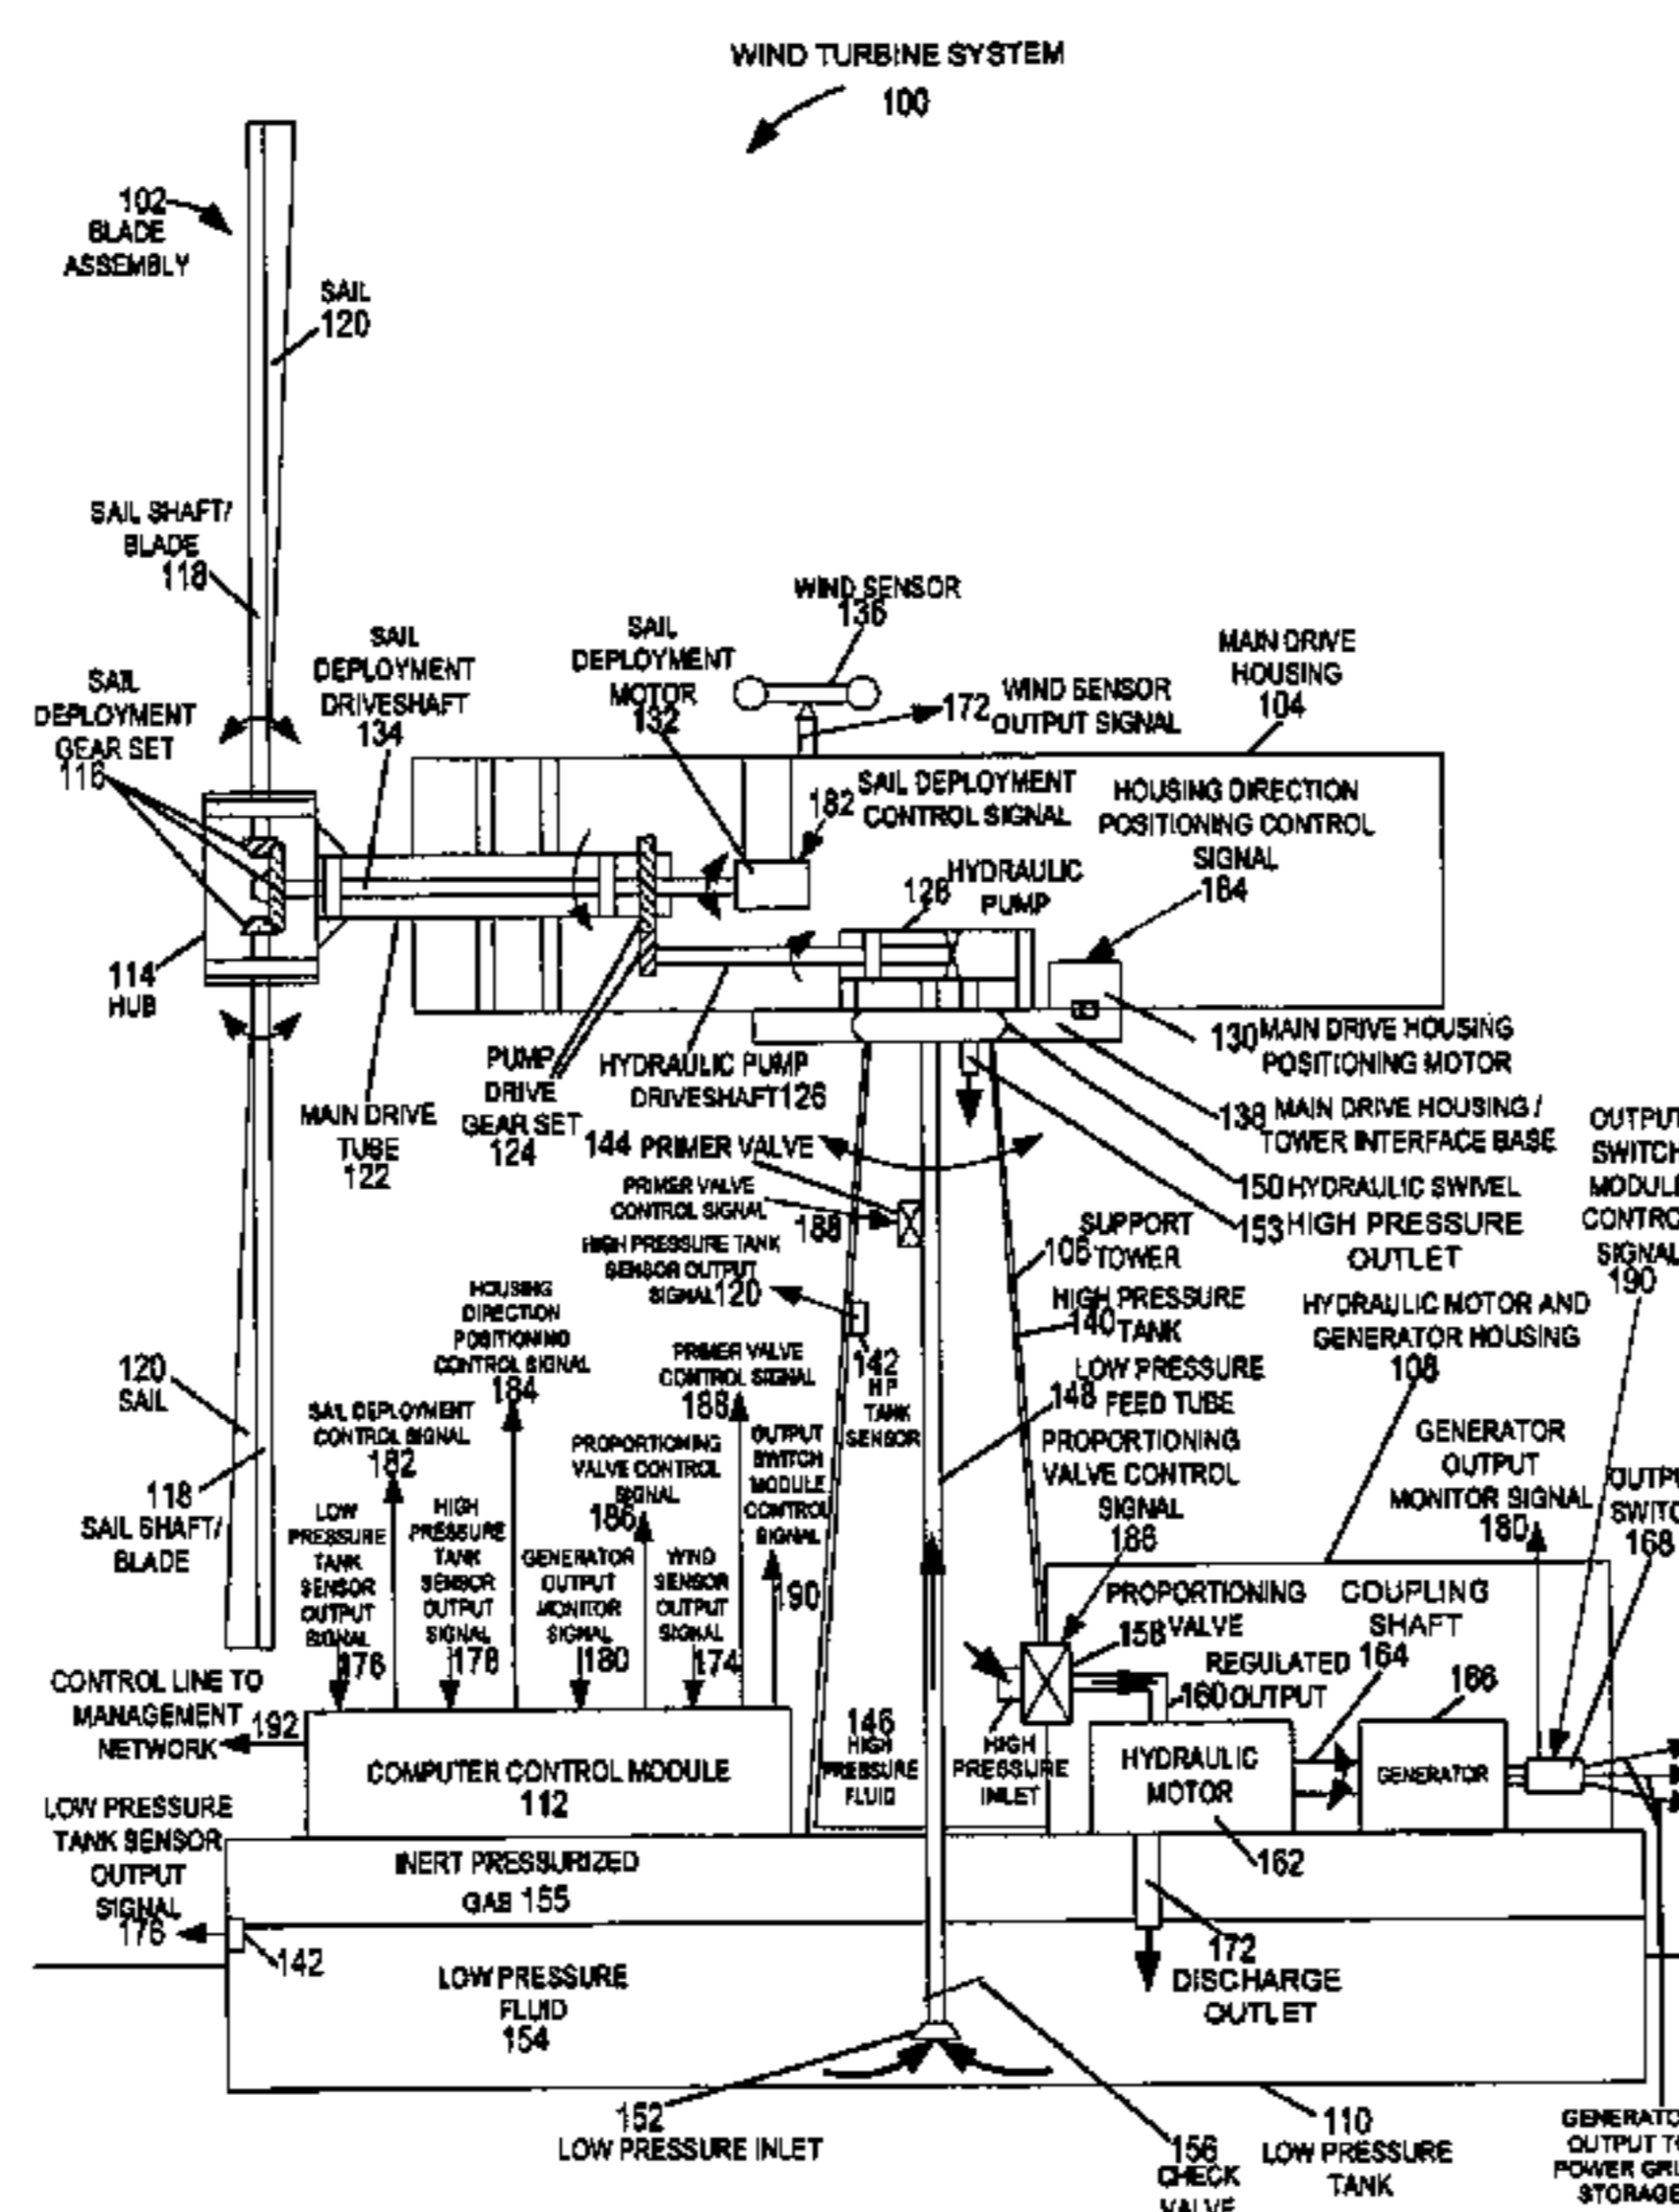 WIND TURBINE SYSTEM
100
102
BLADE
ASSEMBLY
SAIL
120
SAIL SHAFT/
BLADE
118
WIND SENSOR
136
SAIL
DEPLOYMENT
MOTOR
132
SAIL
DEPLOYMENT
DRIVESHAFT
134
SAIL
DEPLOYMENT
GEAR SET
116
MAIN DRIVE
HOUSING
104
172 WIND SENSOR
OUTPUT SIGNAL
182 SAIL DEPLOYMENT
CONTROL SIGNAL
HOUSING DIRECTION
POSITIONING CONTROL
SIGNAL
184
128 HYDRAULIC
PUMP
114
HUB
130 MAIN DRIVE HOUSING
POSITIONING MOTOR
PUMP
DRIVE
GEAR SET
124
HYDRAULIC PUMP
DRIVESHAFT 126
MAIN DRIVE
TUBE
122
138 MAIN DRIVE HOUSING /
TOWER INTERFACE BASE
144 PRIMER VALVE
150 HYDRAULIC SWIVEL
153 HIGH PRESSURE
OUTLET
PRIMER VALVE
CONTROL SIGNAL
188
SUPPORT
106 TOWER
HIGH PRESSURE TANK
SENSOR OUTPUT
SIGNAL 120
HIGH PRESSURE
140 TANK
142
HP
TANK
SENSOR
LOW PRESSURE
148 FEED TUBE
OUTPUT
SWITCH
MODULE
CONTROL
SIGNAL
190
HYDRAULIC MOTOR AND
GENERATOR HOUSING
108
HOUSING
DIRECTION
POSITIONING
CONTROL SIGNAL
184
PRIMER VALVE
CONTROL SIGNAL
188
120
SAIL
118
SAIL SHAFT/
BLADE
SAIL DEPLOYMENT
CONTROL SIGNAL
182
PROPORTIONING
VALVE CONTROL
SIGNAL
186
OUTPUT
SWITCH
MODULE
CONTROL
SIGNAL
190
PROPORTIONING
VALVE CONTROL
SIGNAL
186
GENERATOR
OUTPUT
MONITOR SIGNAL
180
168
LOW
PRESSURE
TANK
SENSOR
OUTPUT
SIGNAL
176
HIGH
PRESSURE
TANK
SENSOR
OUTPUT
SIGNAL
178
GENERATOR
OUTPUT
MONITOR
SIGNAL
180
WIND
SENSOR
OUTPUT
SIGNAL
174
PROPORTIONING
158 VALVE
COUPLING
SHAFT
164
REGULATED
160 OUTPUT
166
CONTROL LINE TO
MANAGEMENT
NETWORK
192
COMPUTER CONTROL MODULE
112
146
HIGH
PRESSURE
FLUID
HIGH
PRESSURE
INLET
HYDRAULIC
MOTOR
162
GENERATOR
LOW PRESSURE
TANK SENSOR
OUTPUT
SIGNAL
176
142
INERT PRESSURIZED
GAS 155
LOW PRESSURE
FLUID
154
172
DISCHARGE
OUTLET
152
LOW PRESSURE INLET
156
CHECK
VALVE
110
LOW PRESSURE
TANK
STORAGE